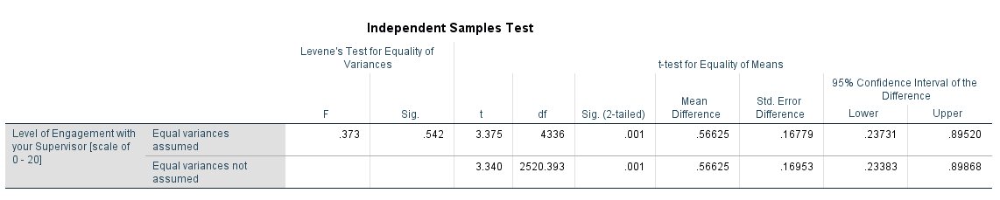 Independent Samples Test
Levene's Test for Equality of
Variances
t-test for Equality of Means
95% Confidence Interval of the
Difference
F
Sig.
t
df
Sig. (2-tailed)
Mean
Difference
Std. Error
Difference
Lower
Upper
Level of Engagement with
your Supervisor [scale of
0 - 20]
Equal variances
assumed
.373
.542
3.375
4336
.001
.56625
.16779
.23731
.89520
Equal variances not
assumed
3.340
2520.393
.001
.56625
.16953
.23383
.89868